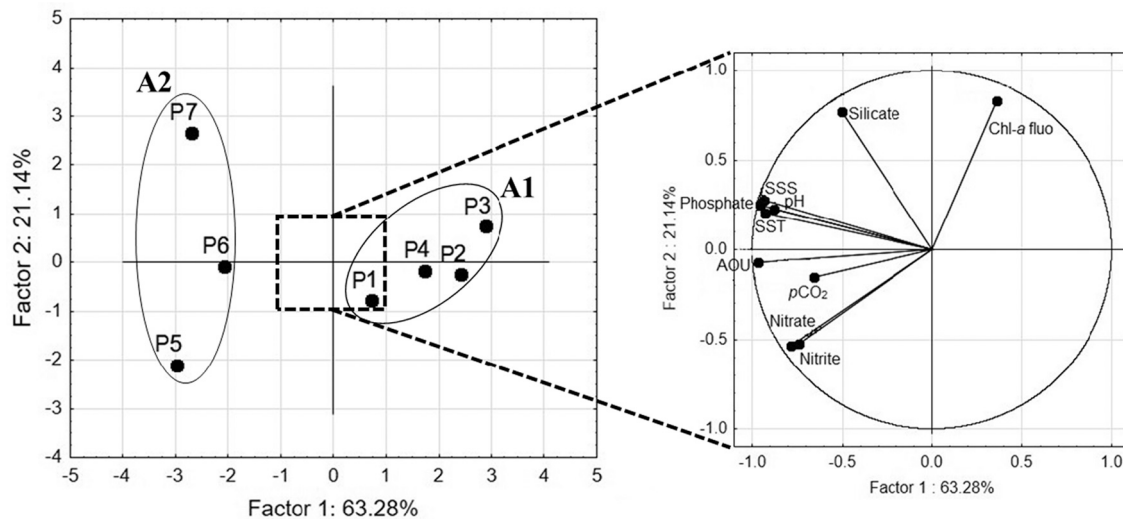 5
4
3
2
1
0
-1
-2
-3
-4
-5
-4
-3
-2
-1
0
1
2
3
4
5
Factor 2: 21.14%
Factor 1: 63.28%
A2
P7
P6
P5
A1
P3
P4
P2
P1
1.0
0.5
0.0
-0.5
-1.0
-1.0
-0.5
0.0
0.5
1.0
Factor 2 : 21.14%
Factor 1 : 63.28%
Silicate
Chl-a fluo
SSS
Phosphate
pH
SST
AOU
pCO₂
Nitrate
Nitrite